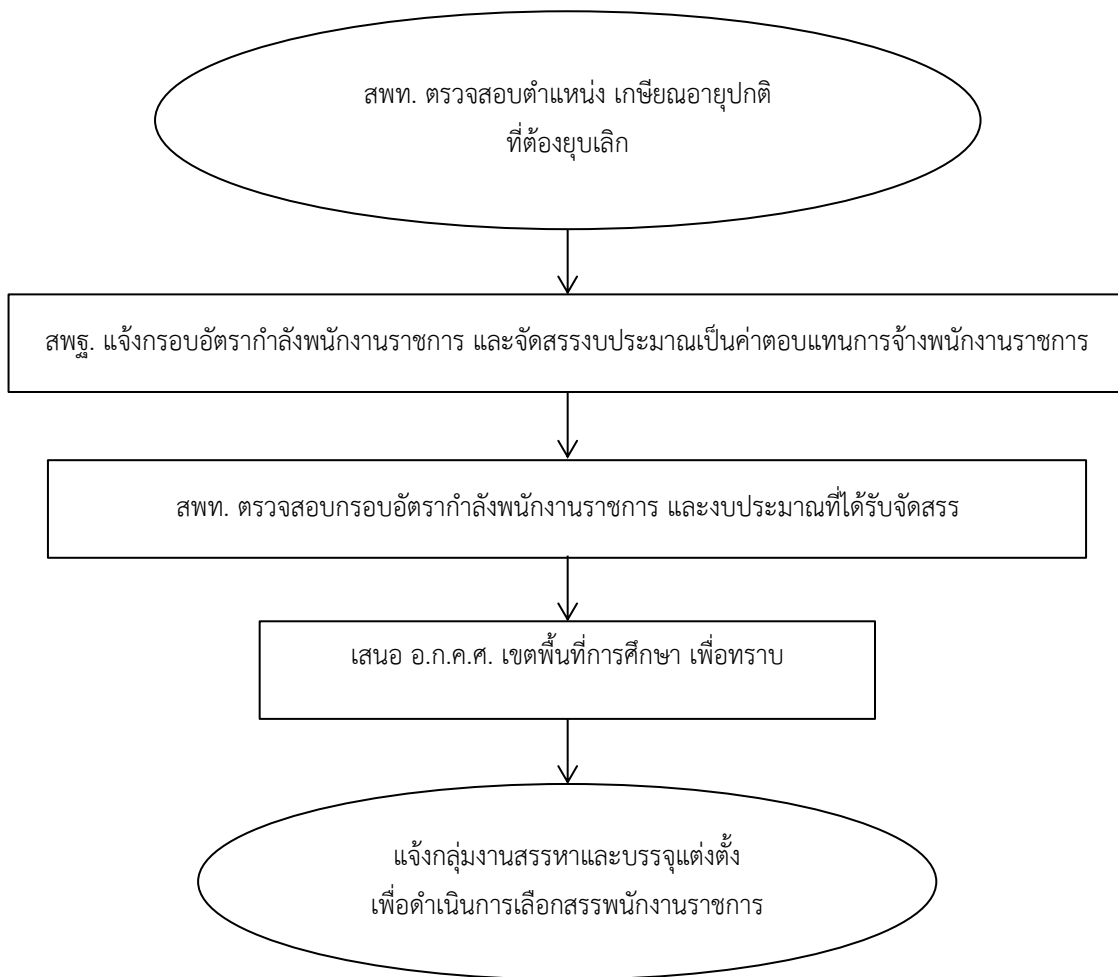 สพท. ตรวจสอบตำแหน่ง เกษียณอายุปกติ
ที่ต้องยุบเลิก
สพฐ. แจ้งกรอบอัตรากำลังพนักงานราชการ และจัดสรรงบประมาณเป็นค่าตอบแทนการจ้างพนักงานราชการ
สพท. ตรวจสอบกรอบอัตรากำลังพนักงานราชการ และงบประมาณที่ได้รับจัดสรร
เสนอ อ.ก.ค.ศ. เขตพื้นที่การศึกษา เพื่อทราบ
แจ้งกลุ่มงานสรรหาและบรรจุแต่งตั้ง
เพื่อดำเนินการเลือกสรรพนักงานราชการ